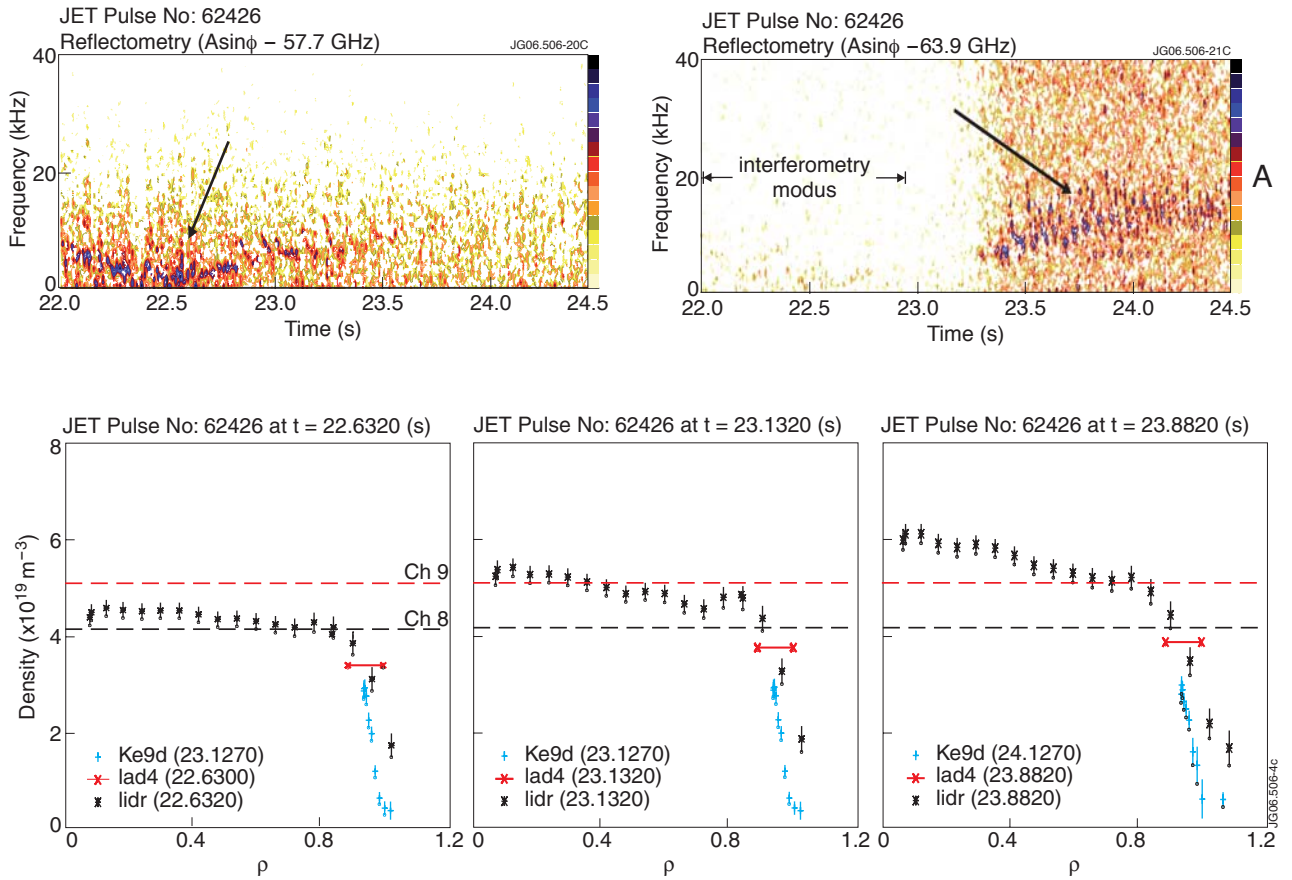 JET Pulse No: 62426
Reflectometry (Asinϕ – 57.7 GHz)
JG06.506-20C
Frequency (kHz)
40
20
0
22.0 22.5 23.0 23.5 24.0 24.5
Time (s)
JET Pulse No: 62426
Reflectometry (Asinϕ –63.9 GHz)
JG06.506-21C
Frequency (kHz)
40
30
20
10
0
interferometry
modus
A
22.0 22.5 23.0 23.5 24.0 24.5
Time (s)
JET Pulse No: 62426 at t = 22.6320 (s)
Density (x10¹⁹ m⁻³)
8
6
4
2
0
Ch 9
Ch 8
Ke9d (23.1270)
lad4 (22.6300)
lidr (22.6320)
0 0.4 0.8 1.2
ρ
JET Pulse No: 62426 at t = 23.1320 (s)
Ke9d (23.1270)
lad4 (23.1320)
lidr (23.1320)
0 0.4 0.8 1.2
ρ
JET Pulse No: 62426 at t = 23.8820 (s)
Ke9d (24.1270)
lad4 (23.8820)
lidr (23.8820)
0 0.4 0.8 1.2
ρ
JG06.506-4c